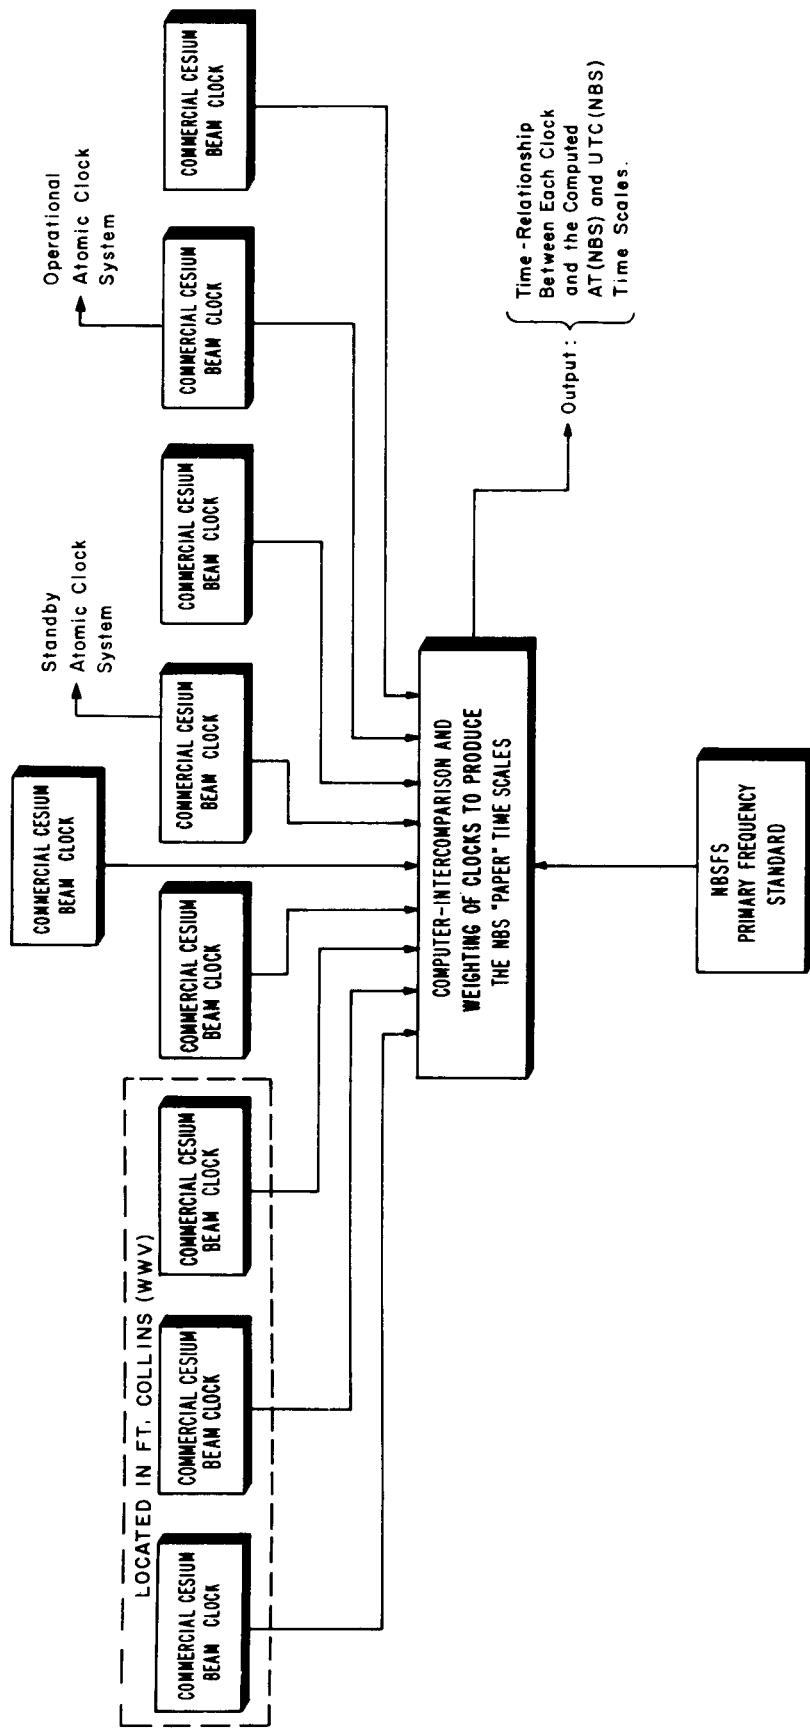 COMMERCIAL CESIUM
BEAM CLOCK
Standby
Atomic Clock
System
Operational
Atomic Clock
System
LOCATED IN FT. COLLINS (WWV)
COMMERCIAL CESIUM
BEAM CLOCK
COMMERCIAL CESIUM
BEAM CLOCK
COMMERCIAL CESIUM
BEAM CLOCK
COMMERCIAL CESIUM
BEAM CLOCK
COMMERCIAL CESIUM
BEAM CLOCK
COMMERCIAL CESIUM
BEAM CLOCK
COMMERCIAL CESIUM
BEAM CLOCK
COMMERCIAL CESIUM
BEAM CLOCK
COMPUTER-INTERCOMPARISON AND
WEIGHTING OF CLOCKS TO PRODUCE
THE NBS "PAPER" TIME SCALES
Output:
Time-Relationship
Between Each Clock
and the Computed
AT(NBS) and UTC(NBS)
Time Scales.
NBSFS
PRIMARY FREQUENCY
STANDARD